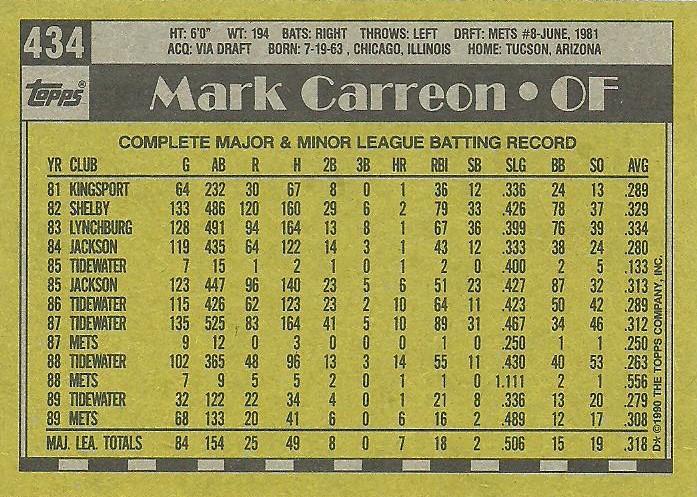 434
HT: 6'0" WT: 194 BATS: RIGHT THROWS: LEFT DRFT: METS #8-JUNE, 1981
ACQ: VIA DRAFT BORN: 7-19-63 , CHICAGO, ILLINOIS HOME: TUCSON, ARIZONA
Topps®
Mark Carreon • OF
COMPLETE MAJOR & MINOR LEAGUE BATTING RECORD
YR CLUB G AB R H 2B 3B HR RBI SB SLG BB SO AVG
81 KINGSPORT 64 232 30 67 8 0 1 36 12 .336 24 13 .289
82 SHELBY 133 486 120 160 29 6 2 79 33 .426 78 37 .329
83 LYNCHBURG 128 491 94 164 13 8 1 67 36 .399 76 39 .334
84 JACKSON 119 435 64 122 14 3 1 43 12 .333 38 24 .280
85 TIDEWATER 7 15 1 2 1 0 1 2 0 .400 2 5 .133
85 JACKSON 123 447 96 140 23 5 6 51 23 .427 87 32 .313
86 TIDEWATER 115 426 62 123 23 2 10 64 11 .423 50 42 .289
87 TIDEWATER 135 525 83 164 41 5 10 89 31 .467 34 46 .312
87 METS 9 12 0 3 0 0 0 1 0 .250 1 1 .250
88 TIDEWATER 102 365 48 96 13 3 14 55 11 .430 40 53 .263
88 METS 7 9 5 5 2 0 1 1 0 1.111 2 1 .556
89 TIDEWATER 32 122 22 34 4 0 1 21 8 .336 13 20 .279
89 METS 68 133 20 41 6 0 6 16 2 .489 12 17 .308
MAJ. LEA. TOTALS 84 154 25 49 8 0 7 18 2 .506 15 19 .318
D* ©1990 THE TOPPS COMPANY, INC.